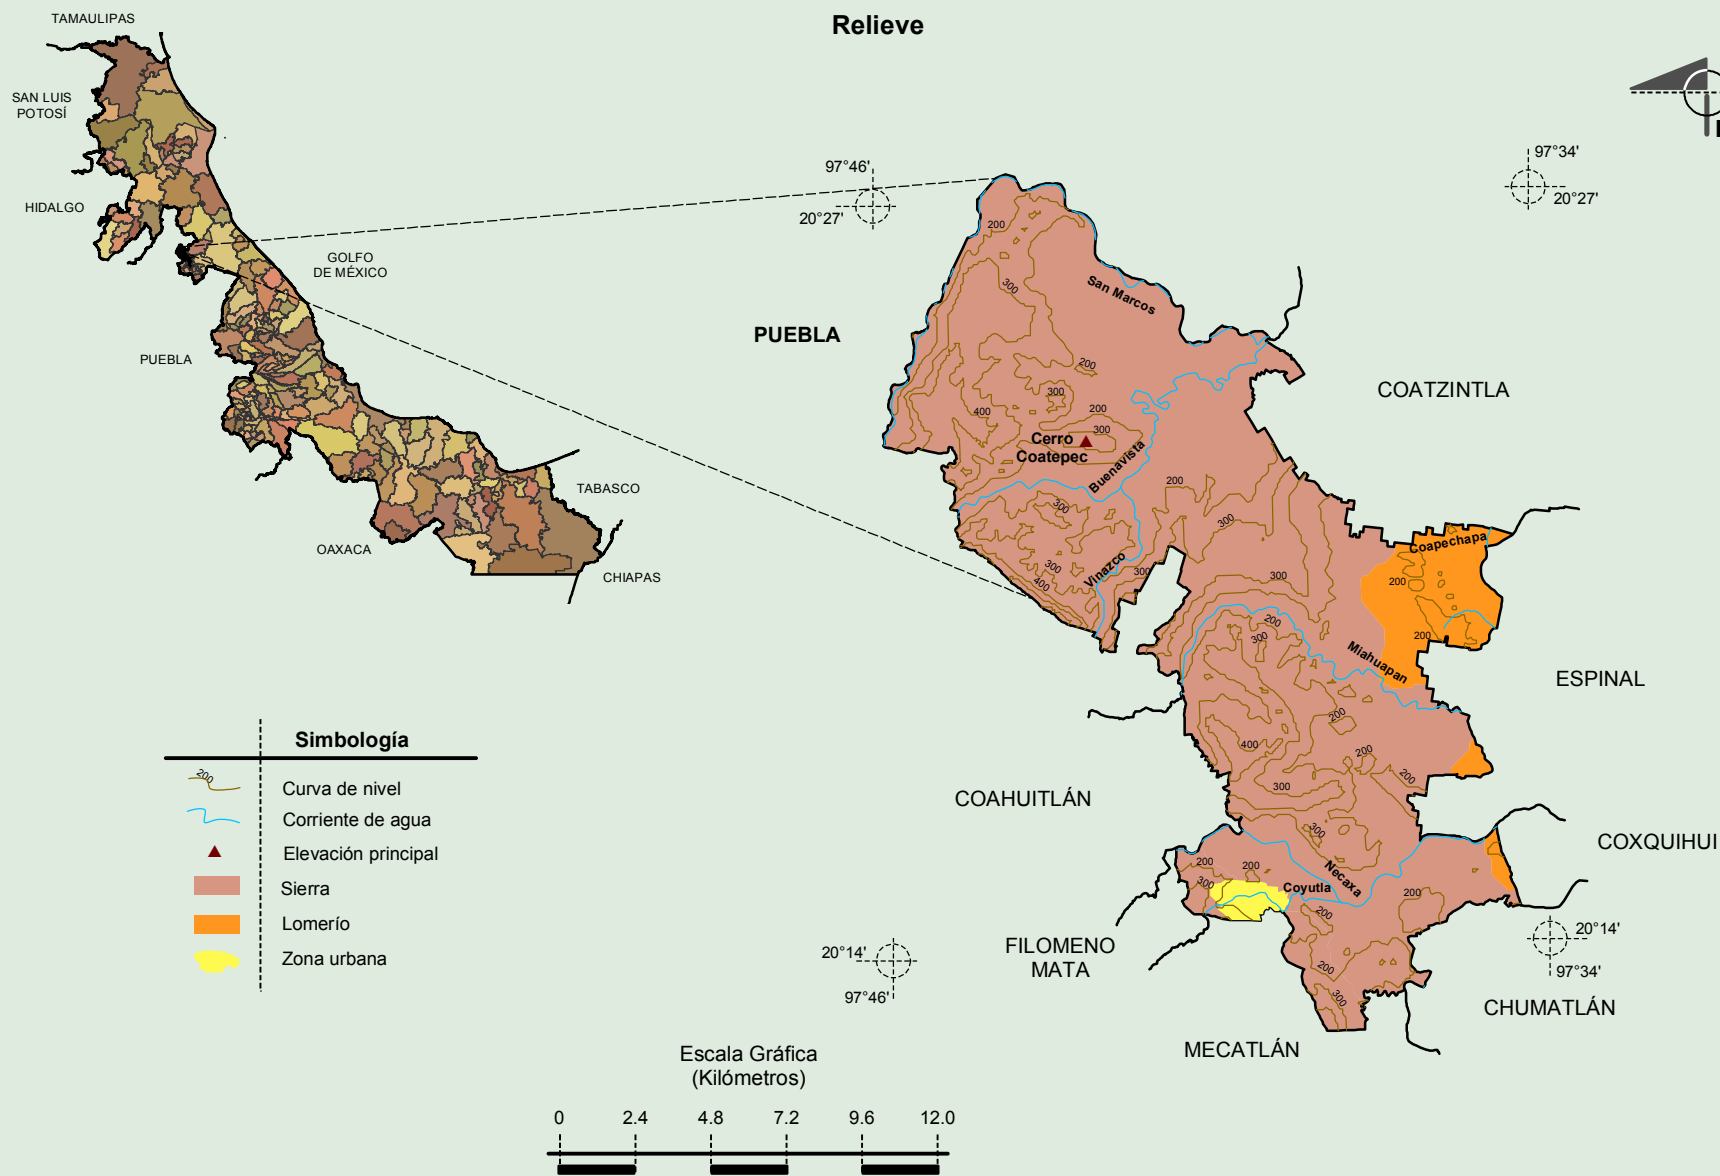 Relieve
TAMAULIPAS
SAN LUIS
POTOSÍ
HIDALGO
GOLFO
DE MÉXICO
PUEBLA
OAXACA
TABASCO
CHIAPAS
97°46'
20°27'
97°34'
20°27'
PUEBLA
COATZINTLA
ESPINAL
COAHUITLÁN
COXQUIHUI
FILOMENO
MATA
MECATLÁN
CHUMATLÁN
200
300
San Marcos
200
300
400
200
300
Cerro
Coatepec
Buenavista
200
300
300
300
400
Vinazco
300
300
Coapechapa
200
200
200
300
Miahuapan
200
400
200
200
300
300
200
300
200
Coyutla
Necaxa
200
200
200
300
20°14'
97°46'
20°14'
97°34'
Simbología
200
Curva de nivel
Corriente de agua
Elevación principal
Sierra
Lomerío
Zona urbana
Escala Gráfica
(Kilómetros)
0 2.4 4.8 7.2 9.6 12.0